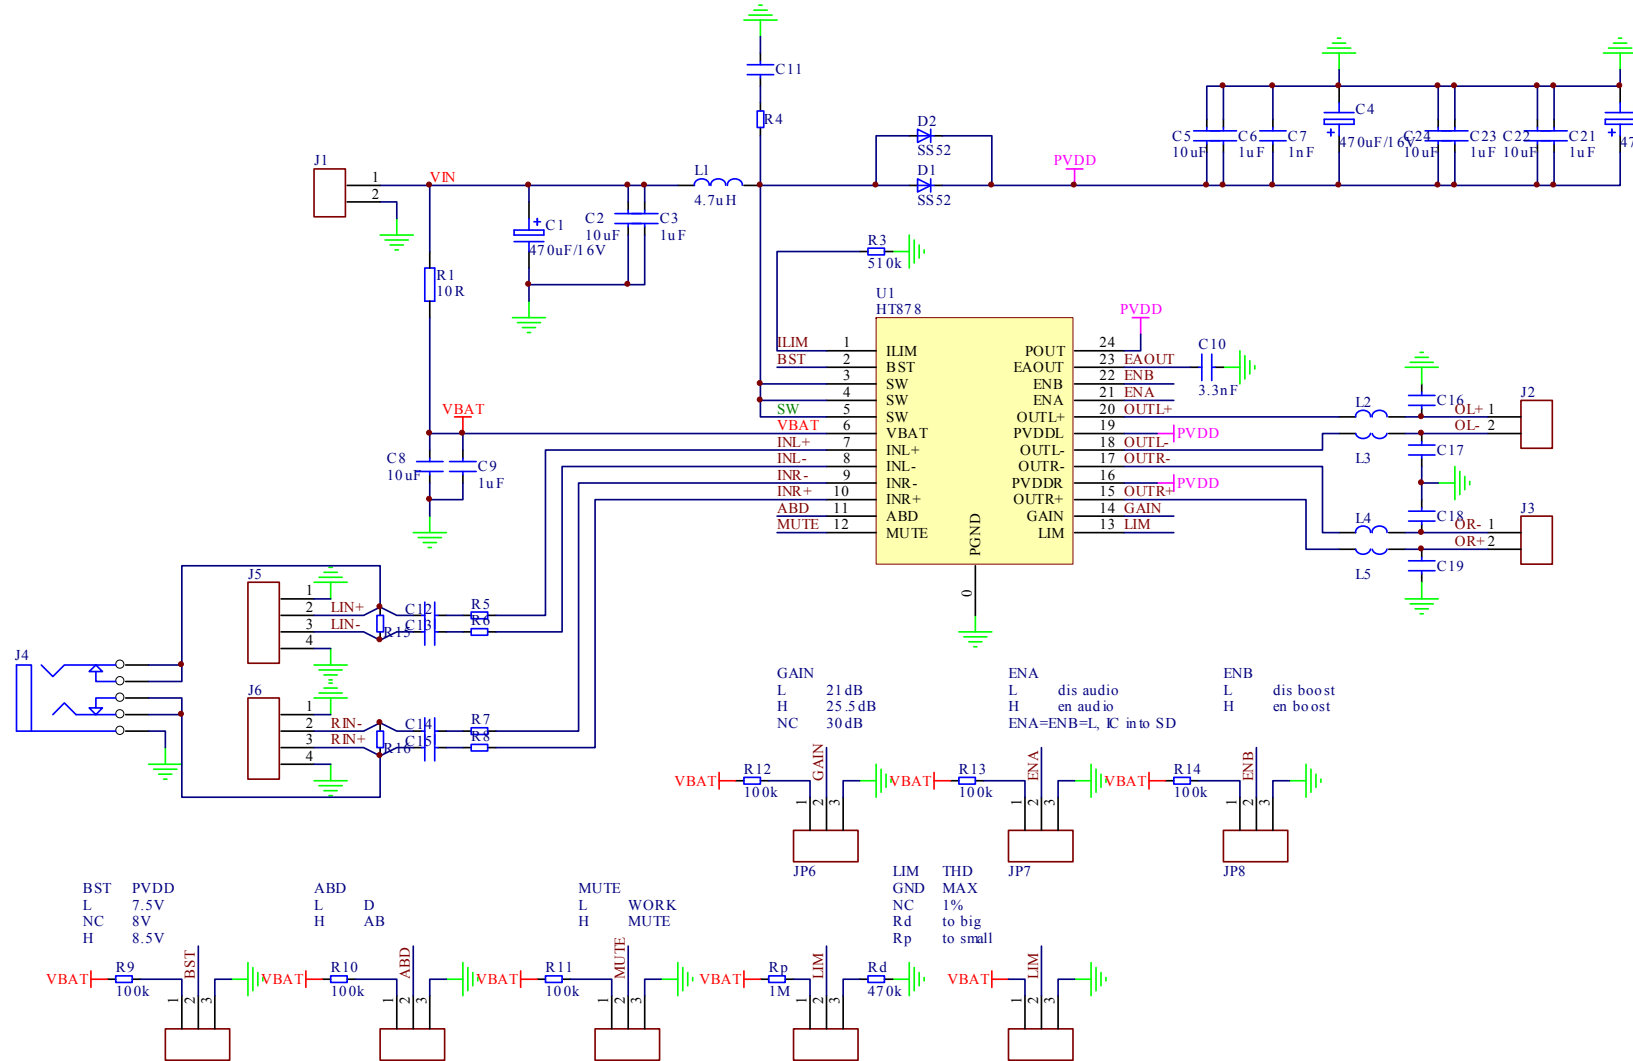 C11
R4
D2
SS52
D1
SS52
PVDD
C5
10uF
C6
1uF
C7
1nF
C4
+
470uF/16V
C24
10uF
C23
1uF
C22
10uF
C21
1uF
+
47
J1
1
2
VIN
L1
4.7uH
+
C1
470uF/16V
C2
10uF
C3
1uF
R1
10R
R3
510k
U1
HT878
PVDD
ILIM 1 ILIM
BST 2 BST
3 SW
4 SW
SW 5 SW
VBAT 6 VBAT
INL+ 7 INL+
INL- 8 INL-
INR- 9 INR-
INR+ 10 INR+
ABD 11 ABD
MUTE 12 MUTE
POUT 24
EAOUT 23 EAOUT
ENB 22 ENB
ENA 21 ENA
OUTL+ 20 OUTL+
PVDDL 19 PVDD
OUTL- 18 OUTL-
OUTR- 17 OUTR-
PVDDR 16 PVDD
OUTR+ 15 OUTR+
GAIN 14 GAIN
LIM 13 LIM
PGND
0
C10
3.3nF
VBAT
C8
10uF
C9
1uF
L2
L3
L4
L5
C16
C17
C18
C19
OL+ 1
OL- 2
J2
OR- 1
OR+ 2
J3
J5
1
2 LIN+
3 LIN-
4
R15
C12
C13
R5
R6
J4
J6
1
2 RIN-
3 RIN+
4
R16
C14
C15
R7
R8
GAIN
L 21dB
H 25.5dB
NC 30dB
ENA
L dis audio
H en audio
ENA=ENB=L, IC into SD
ENB
L dis boost
H en boost
VBAT R12
100k
GAIN
1 2 3
JP6
VBAT R13
100k
ENA
1 2 3
JP7
VBAT R14
100k
ENB
1 2 3
JP8
BST PVDD
L 7.5V
NC 8V
H 8.5V
ABD
L D
H AB
MUTE
L WORK
H MUTE
LIM THD
GND MAX
NC 1%
Rd to big
Rp to small
VBAT R9
100k
BST
1 2 3
VBAT R10
100k
ABD
1 2 3
VBAT R11
100k
MUTE
1 2 3
VBAT Rp
1M
LIM
1 2 3
Rd
470k
VBAT
LIM
1 2 3